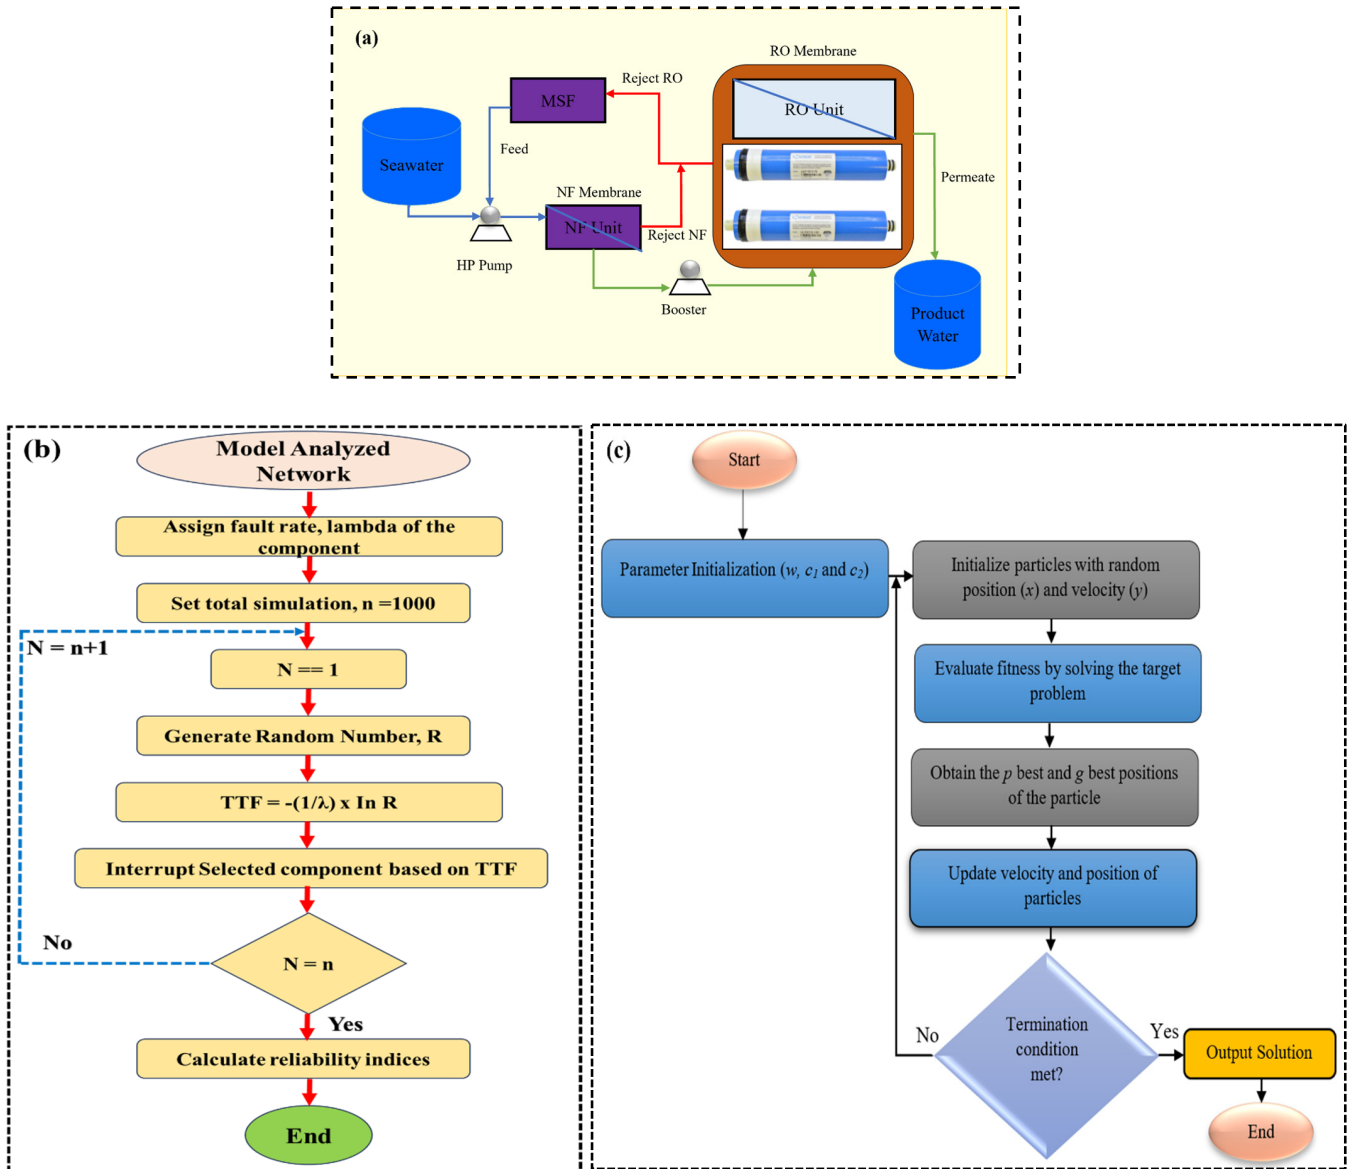 (a)
RO Membrane
Reject RO
MSF
RO Unit
Seawater
Feed
NF Membrane
Permeate
NF Unit
Reject NF
HP Pump
Booster
Product
Water
(b)
Model Analyzed
Network
Assign fault rate, lambda of the
component
Set total simulation, n =1000
N = n+1
N == 1
Generate Random Number, R
TTF = -(1/λ) x In R
Interrupt Selected component based on TTF
No
N = n
Yes
Calculate reliability indices
End
(c)
Start
Parameter Initialization (w, c1 and c2)
Initialize particles with random
position (x) and velocity (y)
Evaluate fitness by solving the target
problem
Obtain the p best and g best positions
of the particle
Update velocity and position of
particles
No
Termination
condition
met?
Yes
Output Solution
End